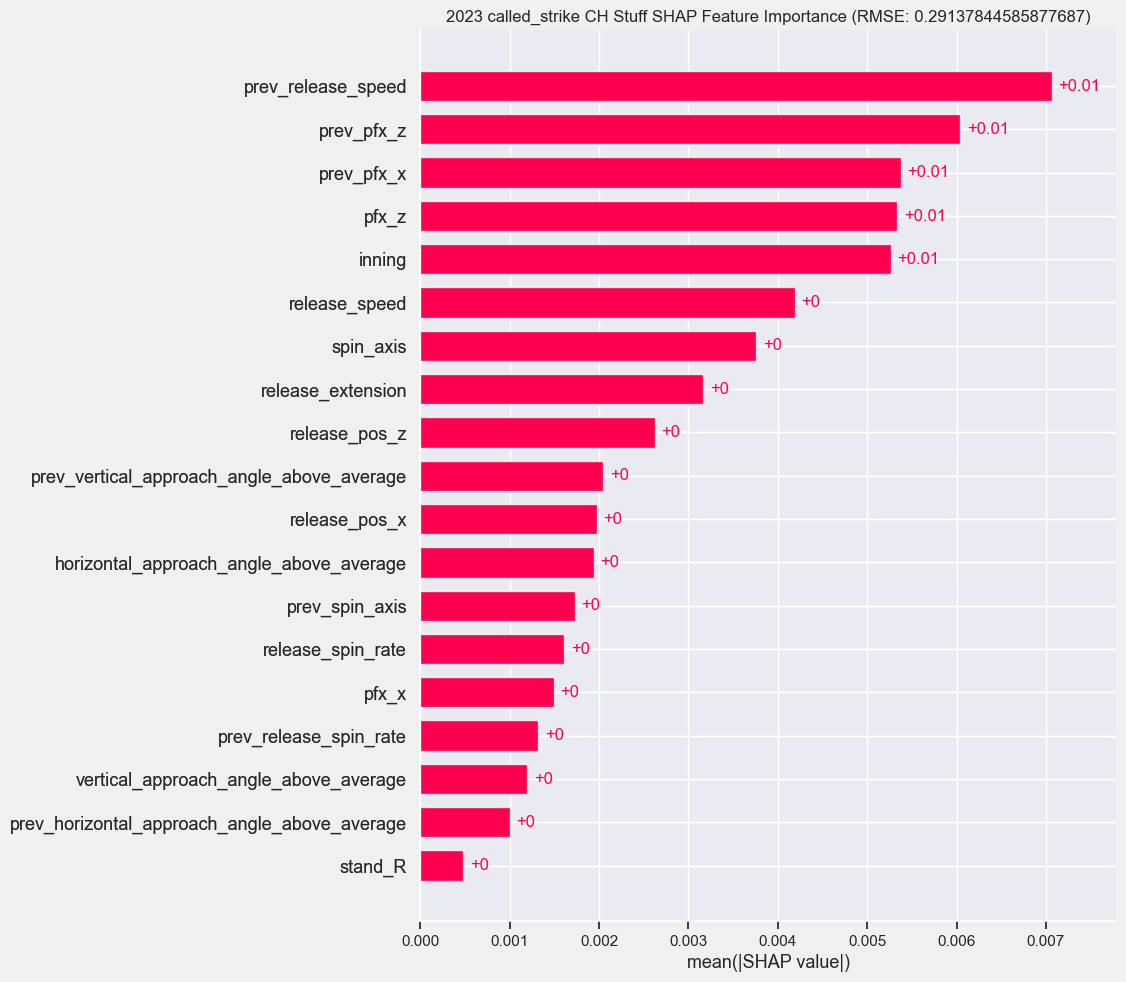 2023 called_strike CH Stuff SHAP Feature Importance (RMSE: 0.29137844585877687)
prev_release_speed +0.01
prev_pfx_z +0.01
prev_pfx_x +0.01
pfx_z +0.01
inning +0.01
release_speed +0
spin_axis +0
release_extension +0
release_pos_z +0
prev_vertical_approach_angle_above_average +0
release_pos_x +0
horizontal_approach_angle_above_average +0
prev_spin_axis +0
release_spin_rate +0
pfx_x +0
prev_release_spin_rate +0
vertical_approach_angle_above_average +0
prev_horizontal_approach_angle_above_average +0
stand_R +0
0.000 0.001 0.002 0.003 0.004 0.005 0.006 0.007
mean(|SHAP value|)